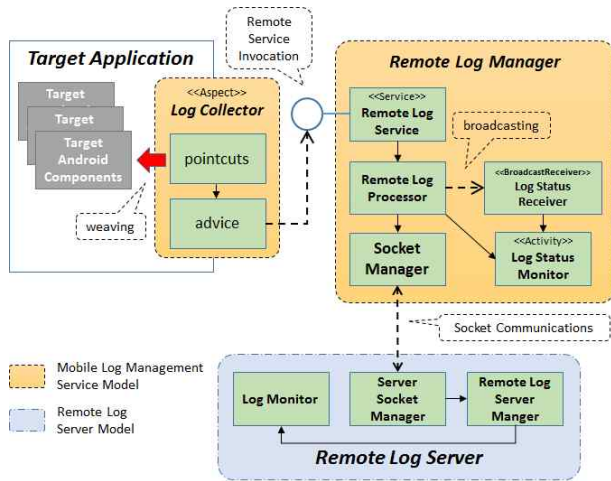 Remote
Service
Invocation
Target Application
Target
Target
Target
Android
Components
<<Aspect>>
Log Collector
pointcuts
advice
weaving
Remote Log Manager
<<Service>>
Remote Log
Service
broadcasting
Remote Log
Processor
<<BroadcastReceiver>>
Log Status
Receiver
Socket
Manager
<<Activity>>
Log Status
Monitor
Socket Communications
Mobile Log Management
Service Model
Remote Log
Server Model
Log Monitor
Server
Socket
Manager
Remote Log
Server
Manger
Remote Log Server